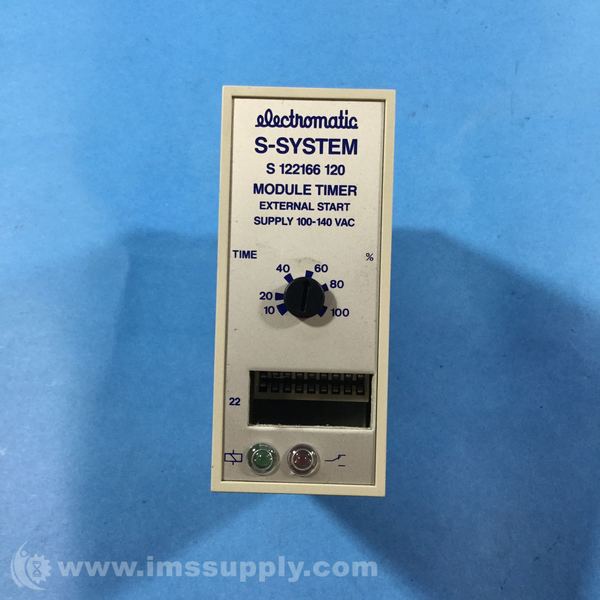 electromatic
S-SYSTEM
S 122166 120
MODULE TIMER
EXTERNAL START
SUPPLY 100-140 VAC
TIME %
40 60
20 80
10 100
22
www.imssupply.com